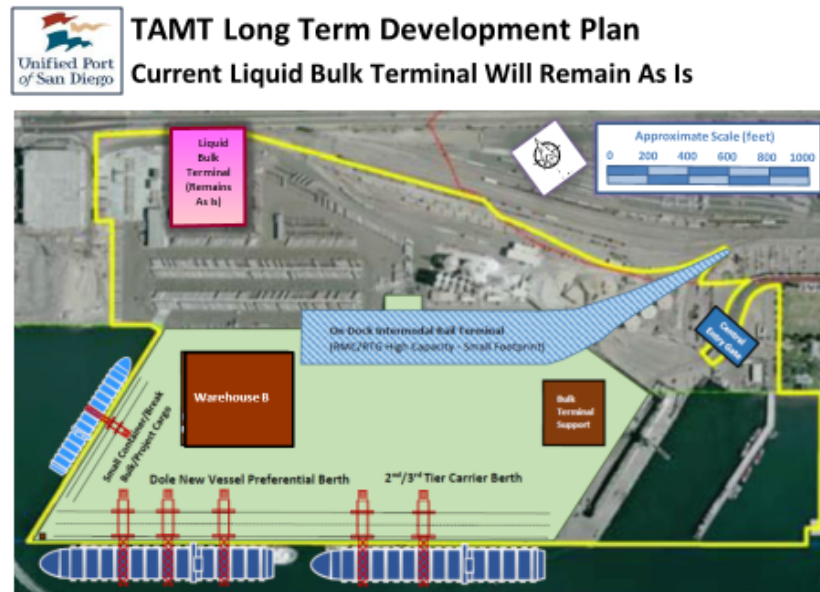 Unified Port
of San Diego
TAMT Long Term Development Plan
Current Liquid Bulk Terminal Will Remain As Is
Liquid
Bulk
Terminal
(Remains
As Is)
Approximate Scale (feet)
0 200 400 600 800 1000
On-Dock Intermodal Rail Terminal
(RMC/RTG High Capacity - Small Footprint)
Central
Entry Gate
Warehouse B
Bulk
Terminal
Support
Small Container/Break
Bulk/Project Cargo
Dole New Vessel Preferential Berth
2nd/3rd Tier Carrier Berth